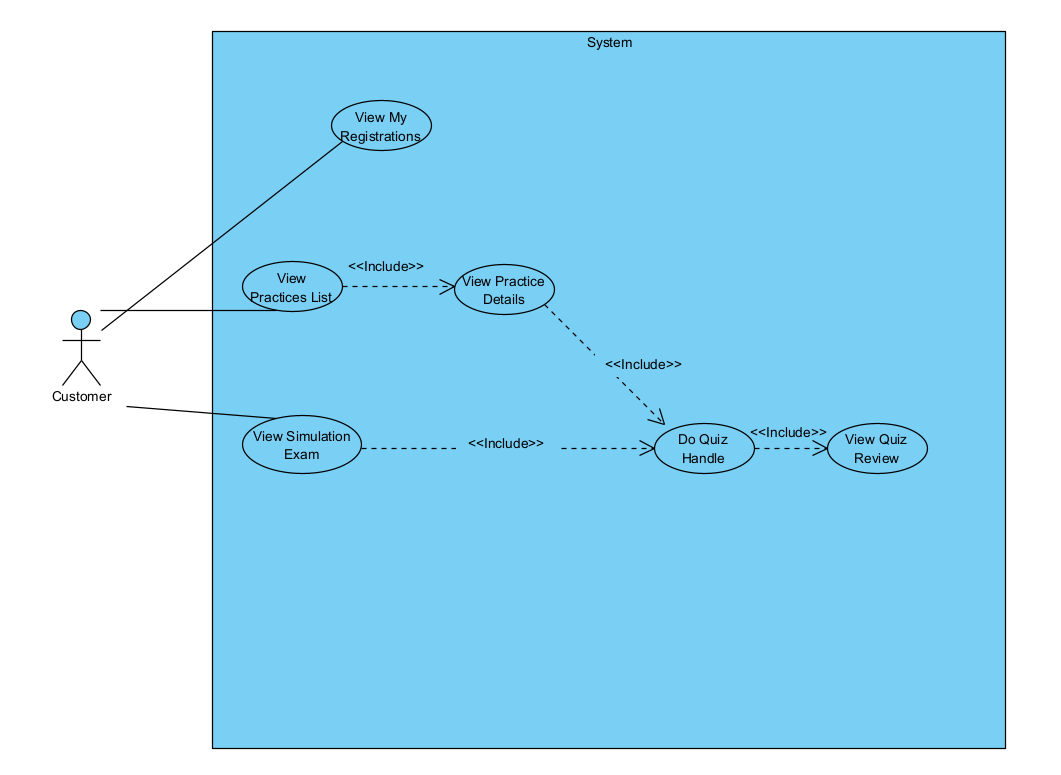 System
View My
Registrations
View
Practices List
<<Include>>
View Practice
Details
<<Include>>
Customer
View Simulation
Exam
<<Include>>
Do Quiz
Handle
<<Include>>
View Quiz
Review